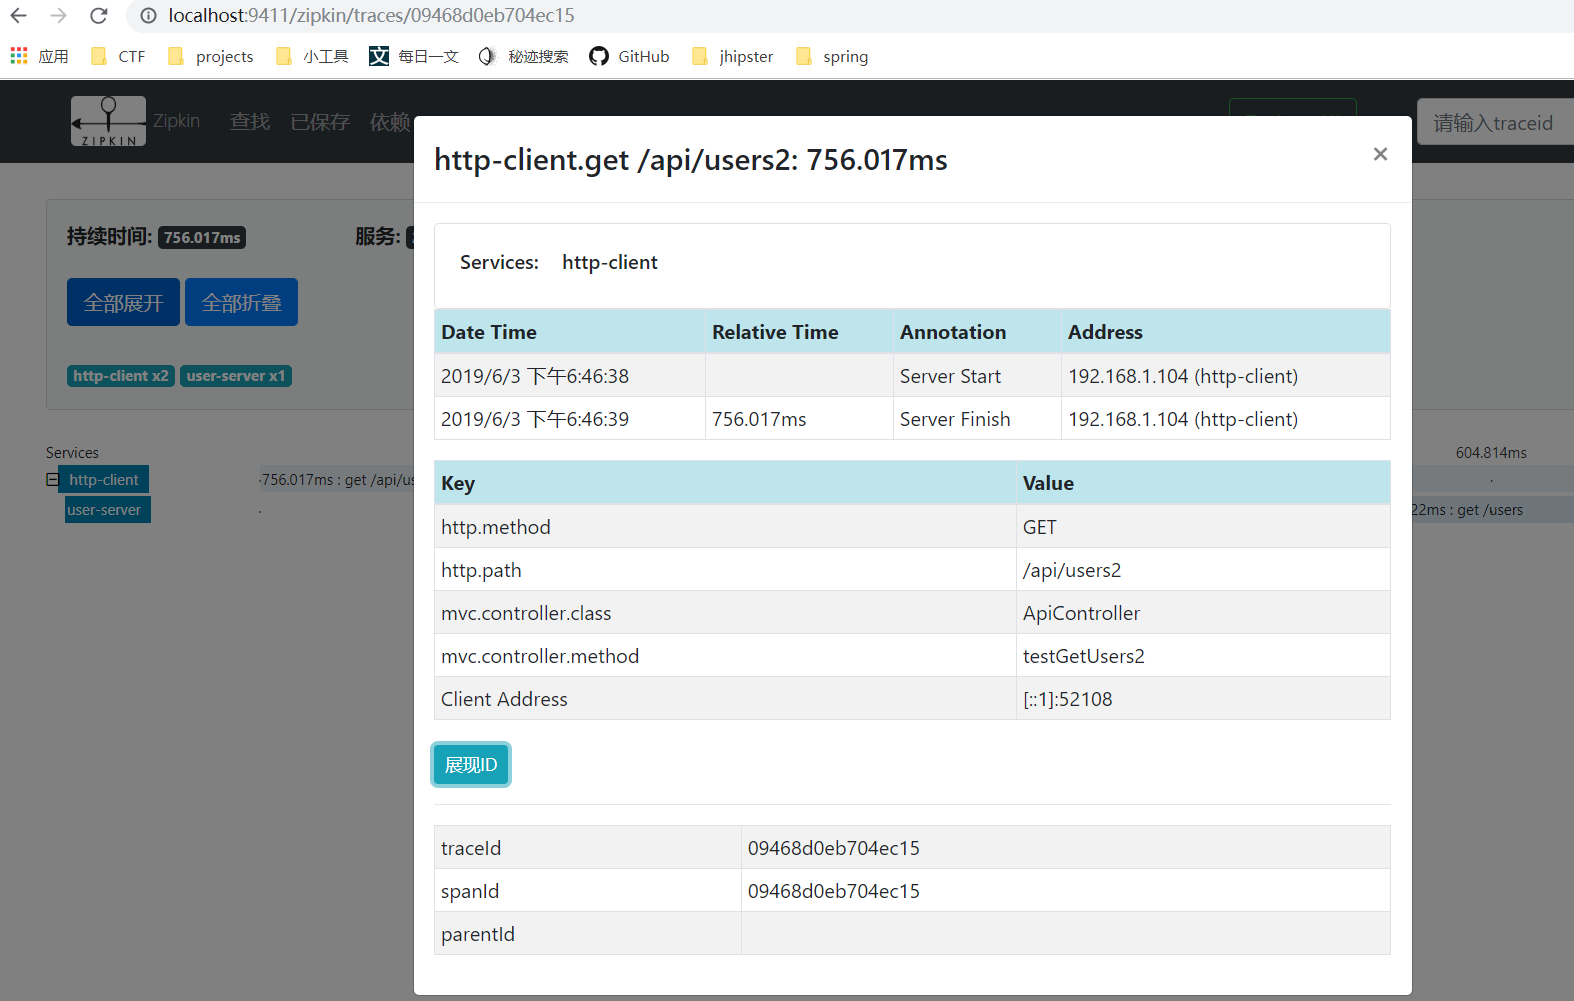 localhost:9411/zipkin/traces/09468d0eb704ec15
应用 CTF projects 小工具 文 每日一文 秘迹搜索 GitHub jhipster spring
ZIPKIN Zipkin 查找 已保存 依赖 请输入traceid
http-client.get /api/users2: 756.017ms ×
持续时间: 756.017ms 服务:
Services: http-client
全部展开 全部折叠
Date Time Relative Time Annotation Address
http-client x2 user-server x1
2019/6/3 下午6:46:38 Server Start 192.168.1.104 (http-client)
2019/6/3 下午6:46:39 756.017ms Server Finish 192.168.1.104 (http-client)
Services 604.814ms
http-client 756.017ms : get /api/us
user-server 22ms : get /users
Key Value
http.method GET
http.path /api/users2
mvc.controller.class ApiController
mvc.controller.method testGetUsers2
Client Address [::1]:52108
展现ID
traceId 09468d0eb704ec15
spanId 09468d0eb704ec15
parentId